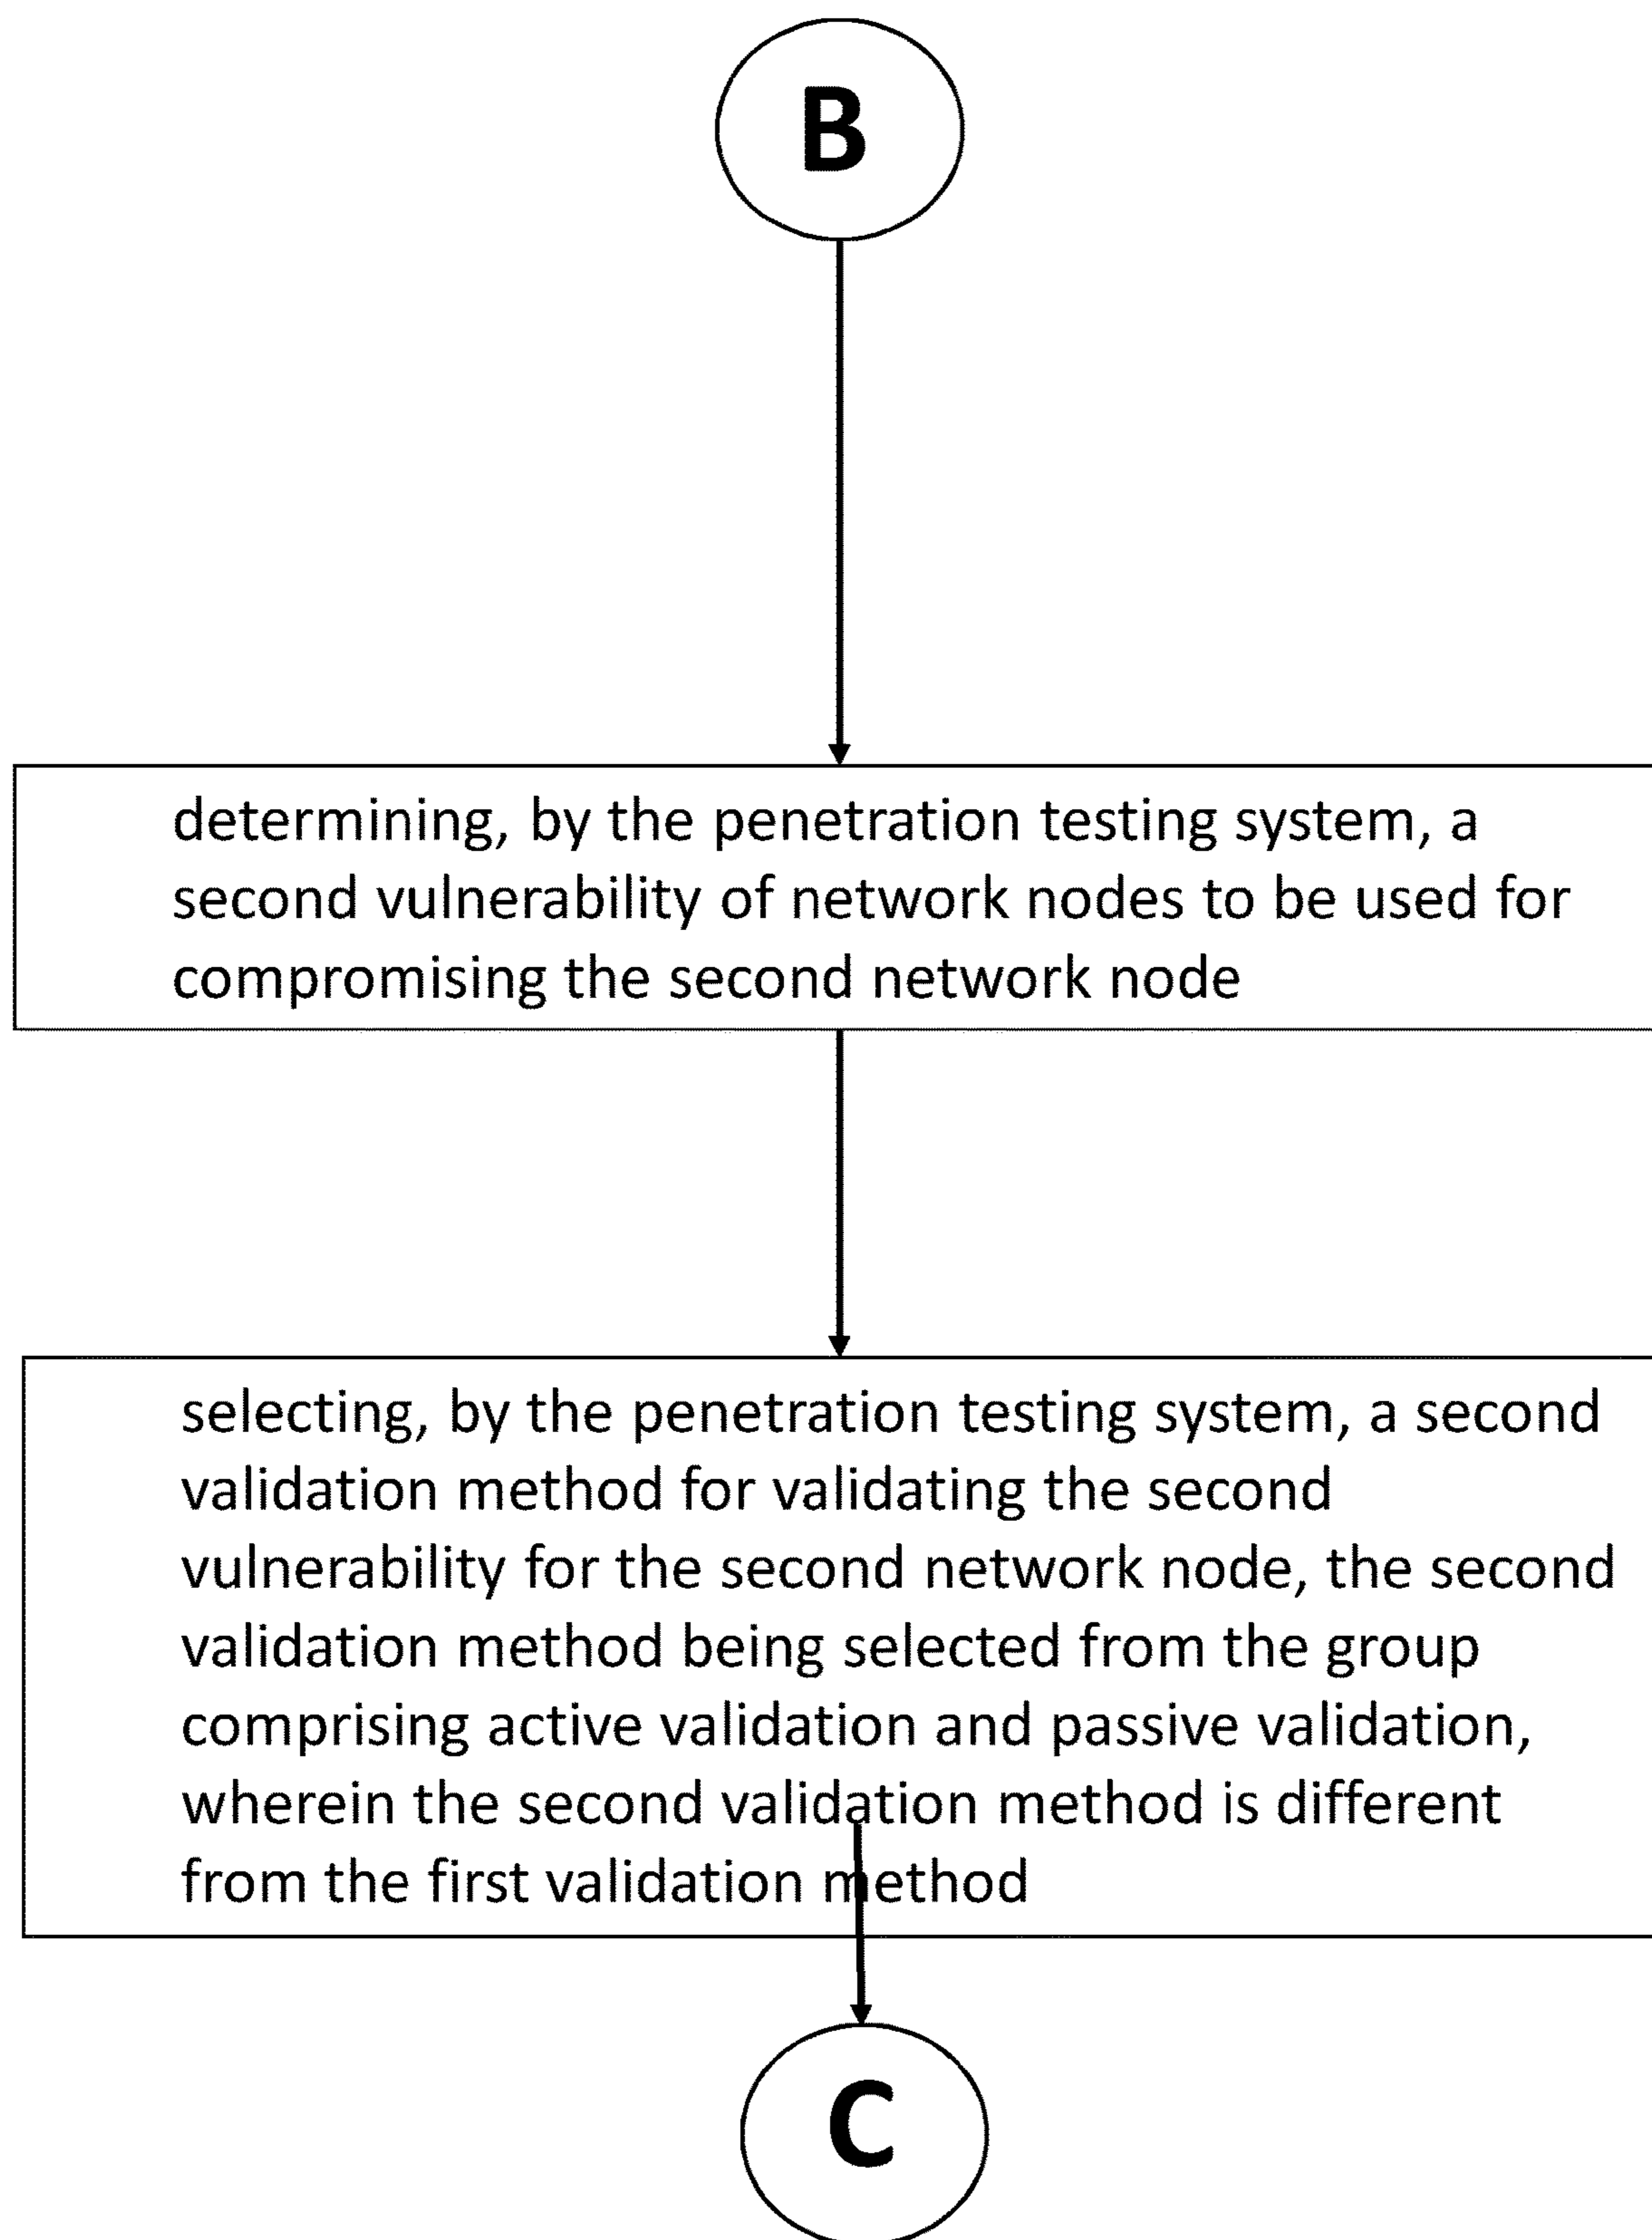 B
determining, by the penetration testing system, a
second vulnerability of network nodes to be used for
compromising the second network node
selecting, by the penetration testing system, a second
validation method for validating the second
vulnerability for the second network node, the second
validation method being selected from the group
comprising active validation and passive validation,
wherein the second validation method is different
from the first validation method
C